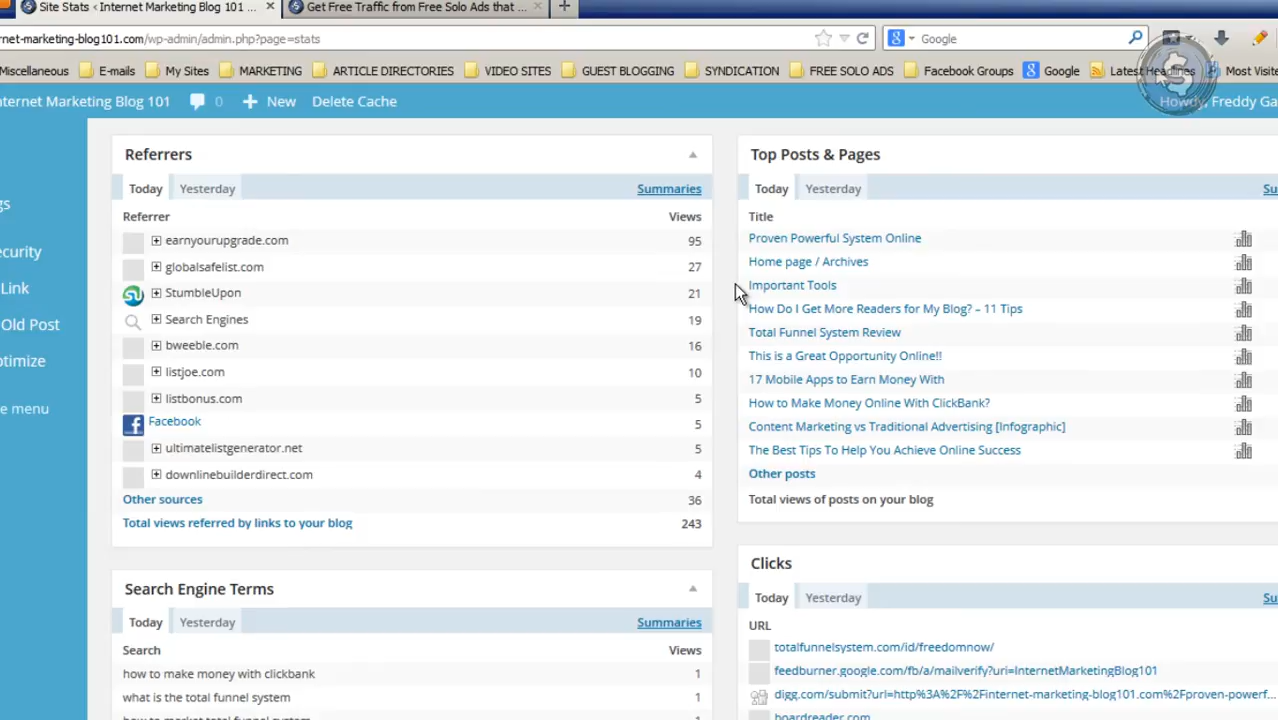 Site Stats ‹ Internet Marketing Blog 101 ... ×
Get Free Traffic from Free Solo Ads that ... ×
rnet-marketing-blog101.com/wp-admin/admin.php?page=stats
Google
Miscellaneous E-mails My Sites MARKETING ARTICLE DIRECTORIES VIDEO SITES GUEST BLOGGING SYNDICATION FREE SOLO ADS Facebook Groups Google Latest Headlines Most Visite
nternet Marketing Blog 101 0 + New Delete Cache Howdy, Freddy Ga
gs
ecurity
Link
Old Post
ptimize
e menu
Referrers
Today Yesterday Summaries
Referrer Views
earnyourupgrade.com 95
globalsafelist.com 27
StumbleUpon 21
Search Engines 19
bweeble.com 16
listjoe.com 10
listbonus.com 5
Facebook 5
ultimatelistgenerator.net 5
downlinebuilderdirect.com 4
Other sources 36
Total views referred by links to your blog 243
Search Engine Terms
Today Yesterday Summaries
Search Views
how to make money with clickbank 1
what is the total funnel system 1
how to market total funnel system
Top Posts & Pages
Today Yesterday Su
Title
Proven Powerful System Online
Home page / Archives
Important Tools
How Do I Get More Readers for My Blog? – 11 Tips
Total Funnel System Review
This is a Great Opportunity Online!!
17 Mobile Apps to Earn Money With
How to Make Money Online With ClickBank?
Content Marketing vs Traditional Advertising [Infographic]
The Best Tips To Help You Achieve Online Success
Other posts
Total views of posts on your blog
Clicks
Today Yesterday Su
URL
totalfunnelsystem.com/id/freedomnow/
feedburner.google.com/fb/a/mailverify?uri=InternetMarketingBlog101
digg.com/submit?url=http%3A%2F%2Finternet-marketing-blog101.com%2Fproven-powerf...
boardreader.com